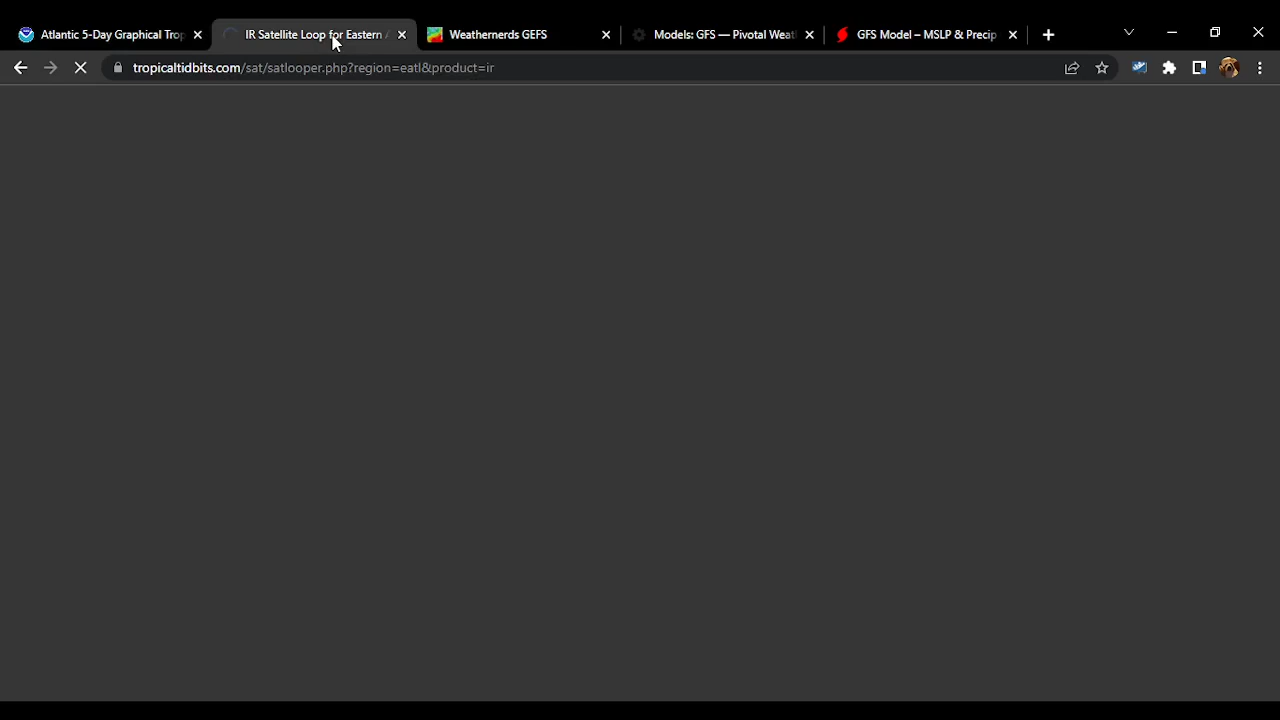 Atlantic 5-Day Graphical Trop
IR Satellite Loop for Eastern A
Weathernerds GEFS
Models: GFS — Pivotal Weat
GFS Model – MSLP & Precip
tropicaltidbits.com/sat/satlooper.php?region=eatl&product=ir